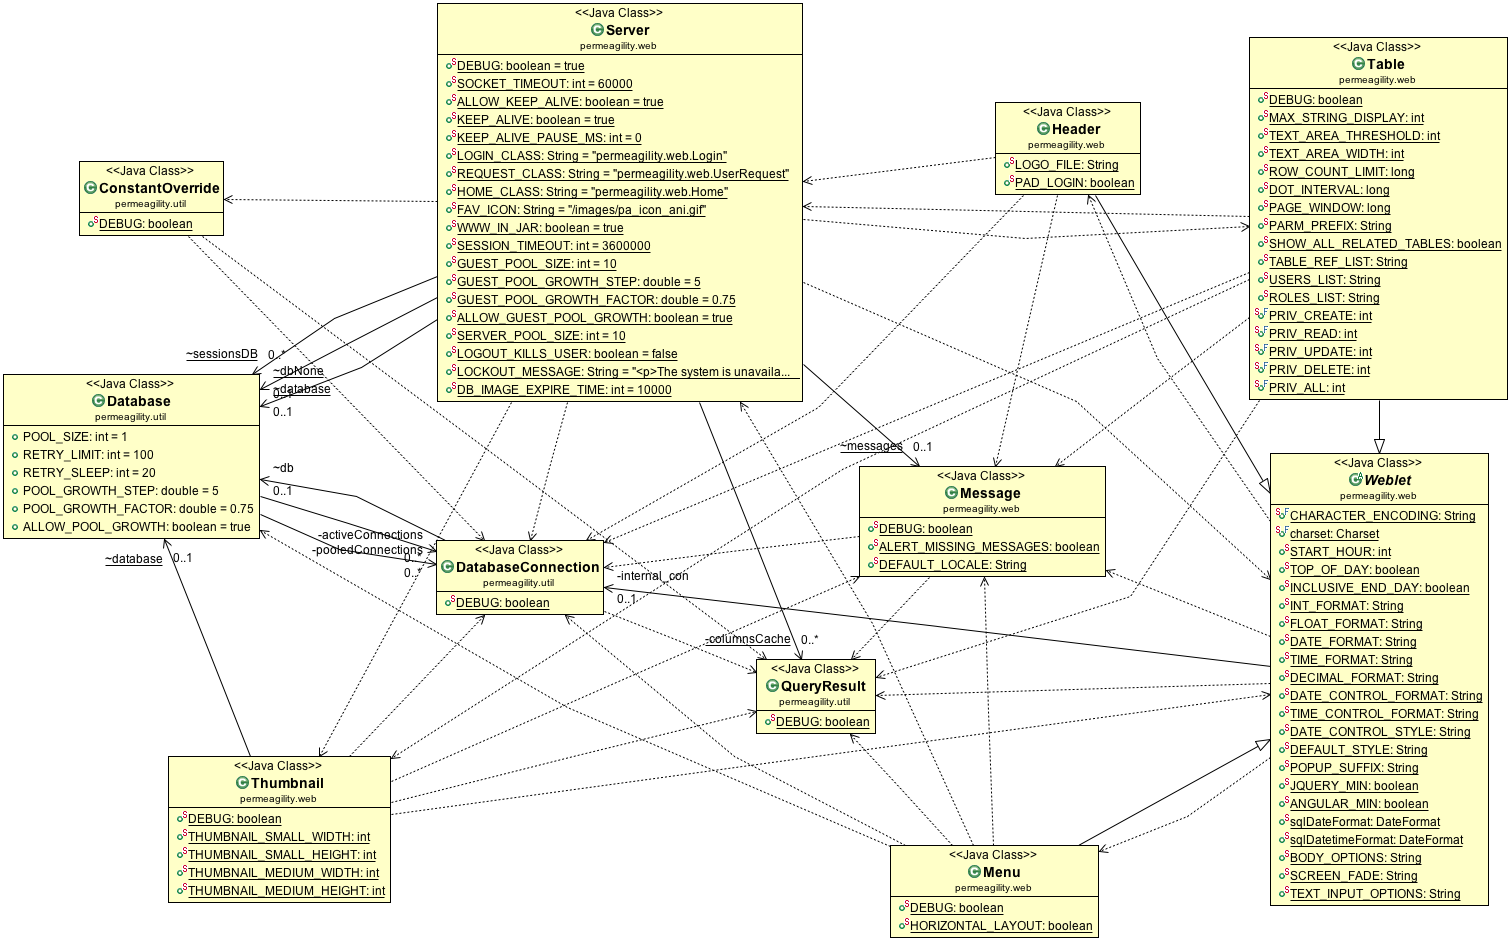 <<Java Class>>
Server
permeagility.web
DEBUG: boolean = true
SOCKET_TIMEOUT: int = 60000
ALLOW_KEEP_ALIVE: boolean = true
KEEP_ALIVE: boolean = true
KEEP_ALIVE_PAUSE_MS: int = 0
LOGIN_CLASS: String = "permeagility.web.Login"
REQUEST_CLASS: String = "permeagility.web.UserRequest"
HOME_CLASS: String = "permeagility.web.Home"
FAV_ICON: String = "/images/pa_icon_ani.gif"
WWW_IN_JAR: boolean = true
SESSION_TIMEOUT: int = 3600000
GUEST_POOL_SIZE: int = 10
GUEST_POOL_GROWTH_STEP: double = 5
GUEST_POOL_GROWTH_FACTOR: double = 0.75
ALLOW_GUEST_POOL_GROWTH: boolean = true
SERVER_POOL_SIZE: int = 10
LOGOUT_KILLS_USER: boolean = false
LOCKOUT_MESSAGE: String = "<p>The system is unavaila...
DB_IMAGE_EXPIRE_TIME: int = 10000
<<Java Class>>
Table
permeagility.web
DEBUG: boolean
MAX_STRING_DISPLAY: int
TEXT_AREA_THRESHOLD: int
TEXT_AREA_WIDTH: int
ROW_COUNT_LIMIT: long
DOT_INTERVAL: long
PAGE_WINDOW: long
PARM_PREFIX: String
SHOW_ALL_RELATED_TABLES: boolean
TABLE_REF_LIST: String
USERS_LIST: String
ROLES_LIST: String
PRIV_CREATE: int
PRIV_READ: int
PRIV_UPDATE: int
PRIV_DELETE: int
PRIV_ALL: int
<<Java Class>>
Header
permeagility.web
LOGO_FILE: String
PAD_LOGIN: boolean
<<Java Class>>
ConstantOverride
permeagility.util
DEBUG: boolean
~sessionsDB 0..*
~dbNone
0..1
~database
0..1
<<Java Class>>
Database
permeagility.util
POOL_SIZE: int = 1
RETRY_LIMIT: int = 100
RETRY_SLEEP: int = 20
POOL_GROWTH_STEP: double = 5
POOL_GROWTH_FACTOR: double = 0.75
ALLOW_POOL_GROWTH: boolean = true
~db
0..1
-activeConnections
0..*
-pooledConnections
0..*
~database 0..1
~messages 0..1
<<Java Class>>
Message
permeagility.web
DEBUG: boolean
ALERT_MISSING_MESSAGES: boolean
DEFAULT_LOCALE: String
<<Java Class>>
DatabaseConnection
permeagility.util
DEBUG: boolean
-internal_con
0..1
-columnsCache 0..*
<<Java Class>>
QueryResult
permeagility.util
DEBUG: boolean
<<Java Class>>
Weblet
permeagility.web
CHARACTER_ENCODING: String
charset: Charset
START_HOUR: int
TOP_OF_DAY: boolean
INCLUSIVE_END_DAY: boolean
INT_FORMAT: String
FLOAT_FORMAT: String
DATE_FORMAT: String
TIME_FORMAT: String
DECIMAL_FORMAT: String
DATE_CONTROL_FORMAT: String
TIME_CONTROL_FORMAT: String
DATE_CONTROL_STYLE: String
DEFAULT_STYLE: String
POPUP_SUFFIX: String
JQUERY_MIN: boolean
ANGULAR_MIN: boolean
sqlDateFormat: DateFormat
sqlDatetimeFormat: DateFormat
BODY_OPTIONS: String
SCREEN_FADE: String
TEXT_INPUT_OPTIONS: String
<<Java Class>>
Thumbnail
permeagility.web
DEBUG: boolean
THUMBNAIL_SMALL_WIDTH: int
THUMBNAIL_SMALL_HEIGHT: int
THUMBNAIL_MEDIUM_WIDTH: int
THUMBNAIL_MEDIUM_HEIGHT: int
<<Java Class>>
Menu
permeagility.web
DEBUG: boolean
HORIZONTAL_LAYOUT: boolean